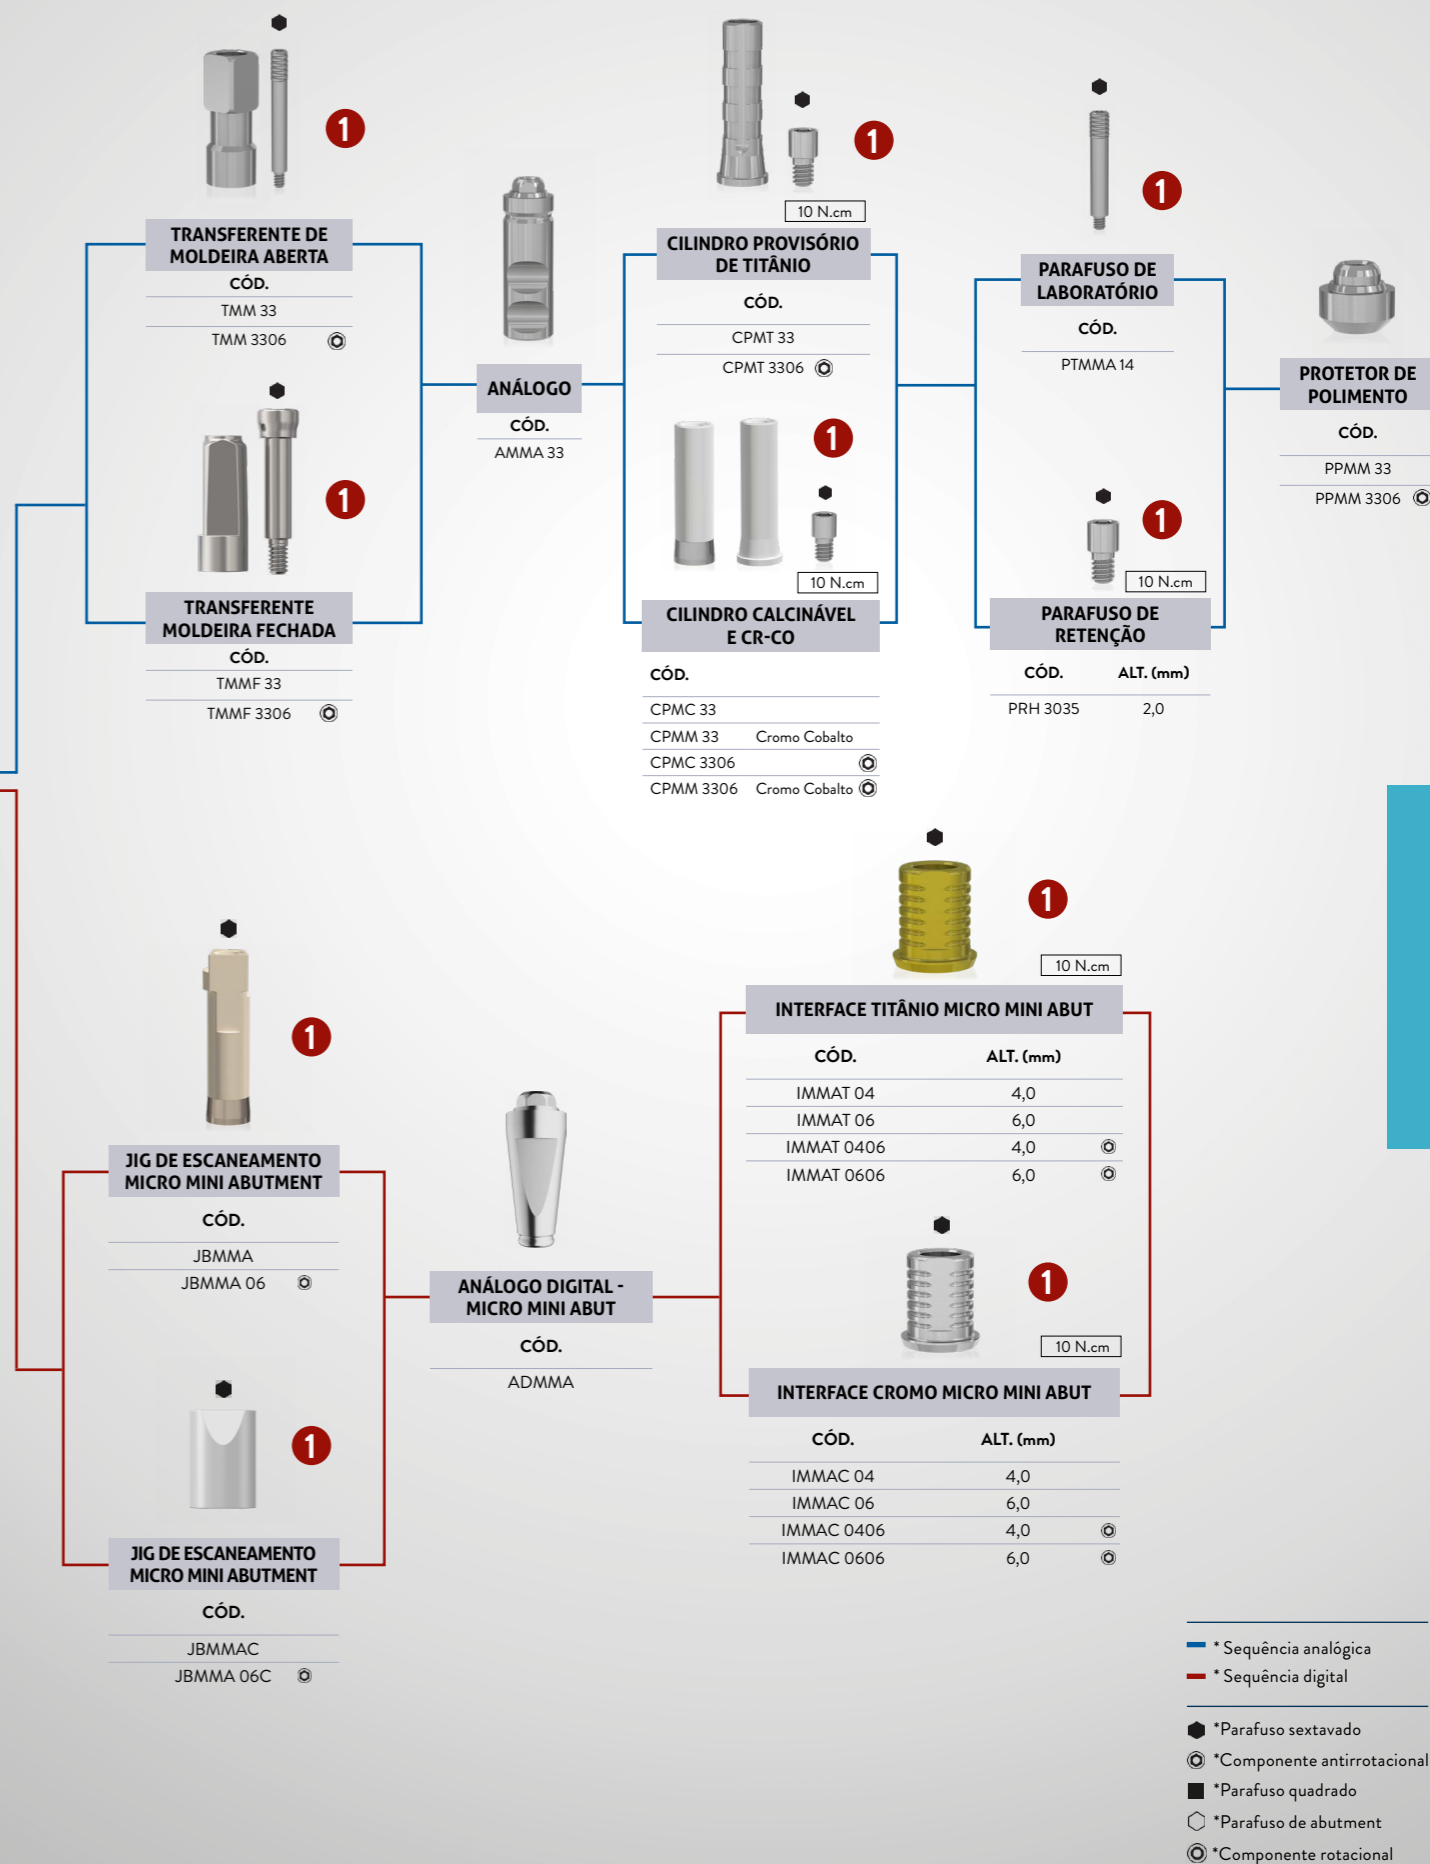 1
TRANSFERENTE DE
MOLDEIRA ABERTA
CÓD.
TMM 33
TMM 3306
1
TRANSFERENTE
MOLDEIRA FECHADA
CÓD.
TMMF 33
TMMF 3306
ANÁLOGO
CÓD.
AMMA 33
1
10 N.cm
CILINDRO PROVISÓRIO
DE TITÂNIO
CÓD.
CPMT 33
CPMT 3306
1
10 N.cm
CILINDRO CALCINÁVEL
E CR-CO
CÓD.
CPMC 33
CPMM 33 Cromo Cobalto
CPMC 3306
CPMM 3306 Cromo Cobalto
1
PARAFUSO DE
LABORATÓRIO
CÓD.
PTMMA 14
1
10 N.cm
PARAFUSO DE
RETENÇÃO
CÓD. ALT. (mm)
PRH 3035 2,0
PROTETOR DE
POLIMENTO
CÓD.
PPMM 33
PPMM 3306
1
JIG DE ESCANEAMENTO
MICRO MINI ABUTMENT
CÓD.
JBMMA
JBMMA 06
1
JIG DE ESCANEAMENTO
MICRO MINI ABUTMENT
CÓD.
JBMMAC
JBMMA 06C
ANÁLOGO DIGITAL -
MICRO MINI ABUT
CÓD.
ADMMA
1
10 N.cm
INTERFACE TITÂNIO MICRO MINI ABUT
CÓD. ALT. (mm)
IMMAT 04 4,0
IMMAT 06 6,0
IMMAT 0406 4,0
IMMAT 0606 6,0
1
10 N.cm
INTERFACE CROMO MICRO MINI ABUT
CÓD. ALT. (mm)
IMMAC 04 4,0
IMMAC 06 6,0
IMMAC 0406 4,0
IMMAC 0606 6,0
* Sequência analógica
* Sequência digital
*Parafuso sextavado
*Componente antirrotacional
*Parafuso quadrado
*Parafuso de abutment
*Componente rotacional